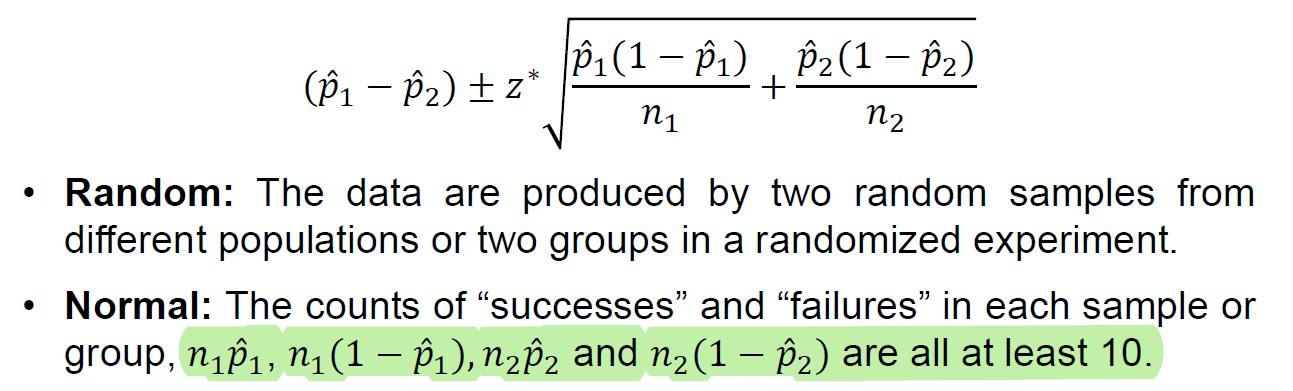 (p̂₁ − p̂₂) ± z* √( p̂₁(1 − p̂₁)/n₁ + p̂₂(1 − p̂₂)/n₂ )
• Random: The data are produced by two random samples from
different populations or two groups in a randomized experiment.
• Normal: The counts of “successes” and “failures” in each sample or
group, n₁p̂₁, n₁(1 − p̂₁), n₂p̂₂ and n₂(1 − p̂₂) are all at least 10.